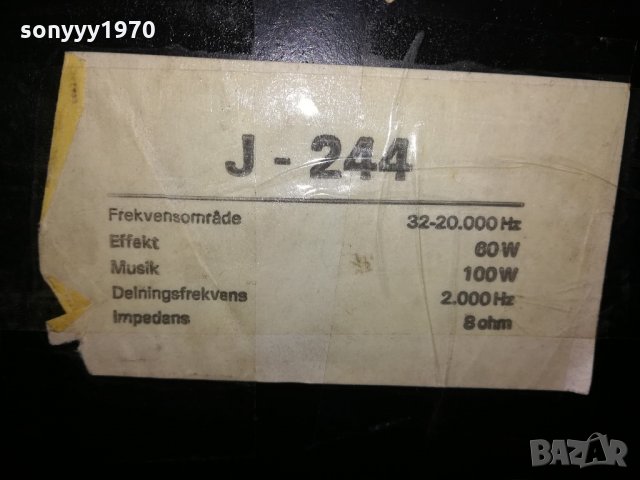 sonyyy1970
J - 244
Frekvensområde 32-20.000 Hz
Effekt 60 W
Musik 100 W
Delningsfrekvens 2.000 Hz
Impedans 8 ohm
BAZAR